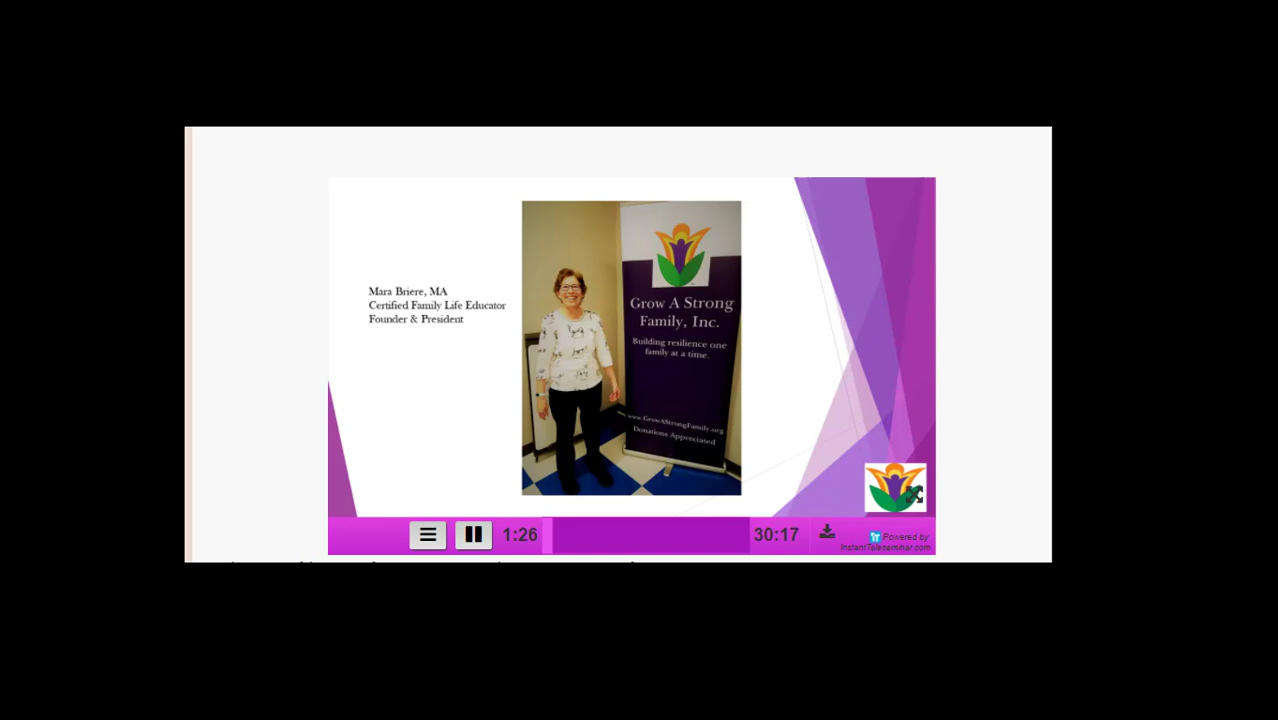 Mara Briere, MA
Certified Family Life Educator
Founder & President
Grow A Strong
Family, Inc.
Building resilience one
family at a time.
www.GrowAStrongFamily.org
Donations Appreciated
1:26
30:17
Powered by
InstantTeleseminar.com